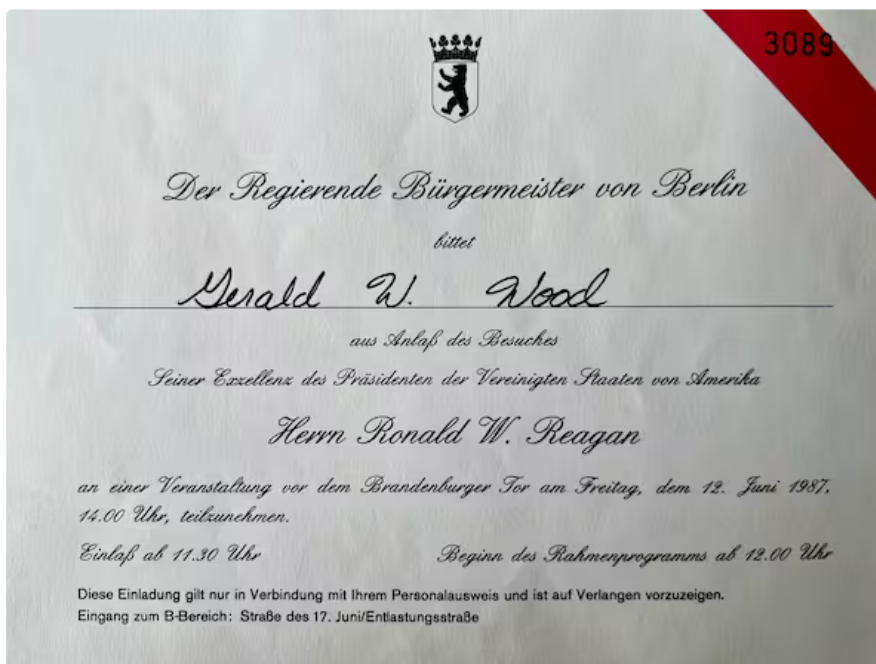 3089
Der Regierende Bürgermeister von Berlin
bittet
Gerald W. Wood
aus Anlaß des Besuches
Seiner Exzellenz des Präsidenten der Vereinigten Staaten von Amerika
Herrn Ronald W. Reagan
an einer Veranstaltung vor dem Brandenburger Tor am Freitag, dem 12. Juni 1987,
14.00 Uhr, teilzunehmen.
Einlaß ab 11.30 Uhr Beginn des Rahmenprogramms ab 12.00 Uhr
Diese Einladung gilt nur in Verbindung mit Ihrem Personalausweis und ist auf Verlangen vorzuzeigen.
Eingang zum B-Bereich: Straße des 17. Juni/Entlastungsstraße